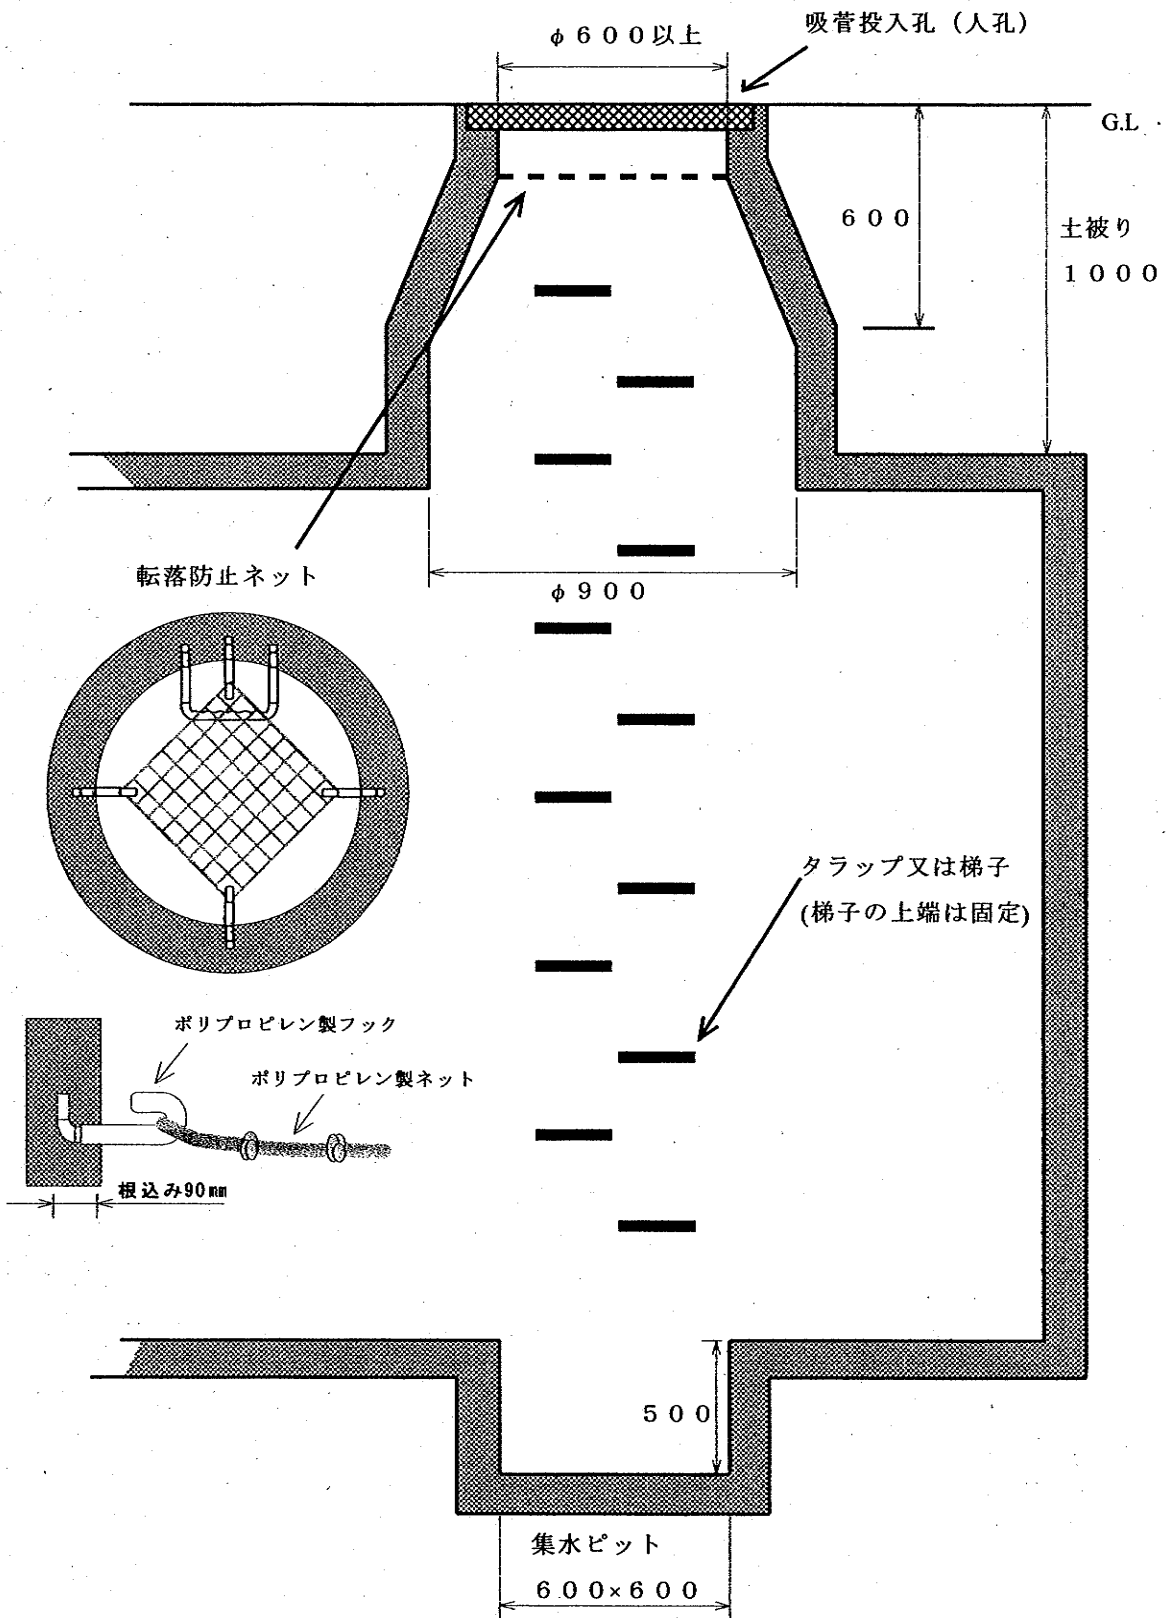 吸菅投入孔（人孔）
φ６００以上
G.L
６００
土被り
１０００
転落防止ネット
φ９００
タラップ又は梯子
(梯子の上端は固定)
ポリプロピレン製フック
ポリプロピレン製ネット
根込み90㎜
５００
集水ピット
６００×６００